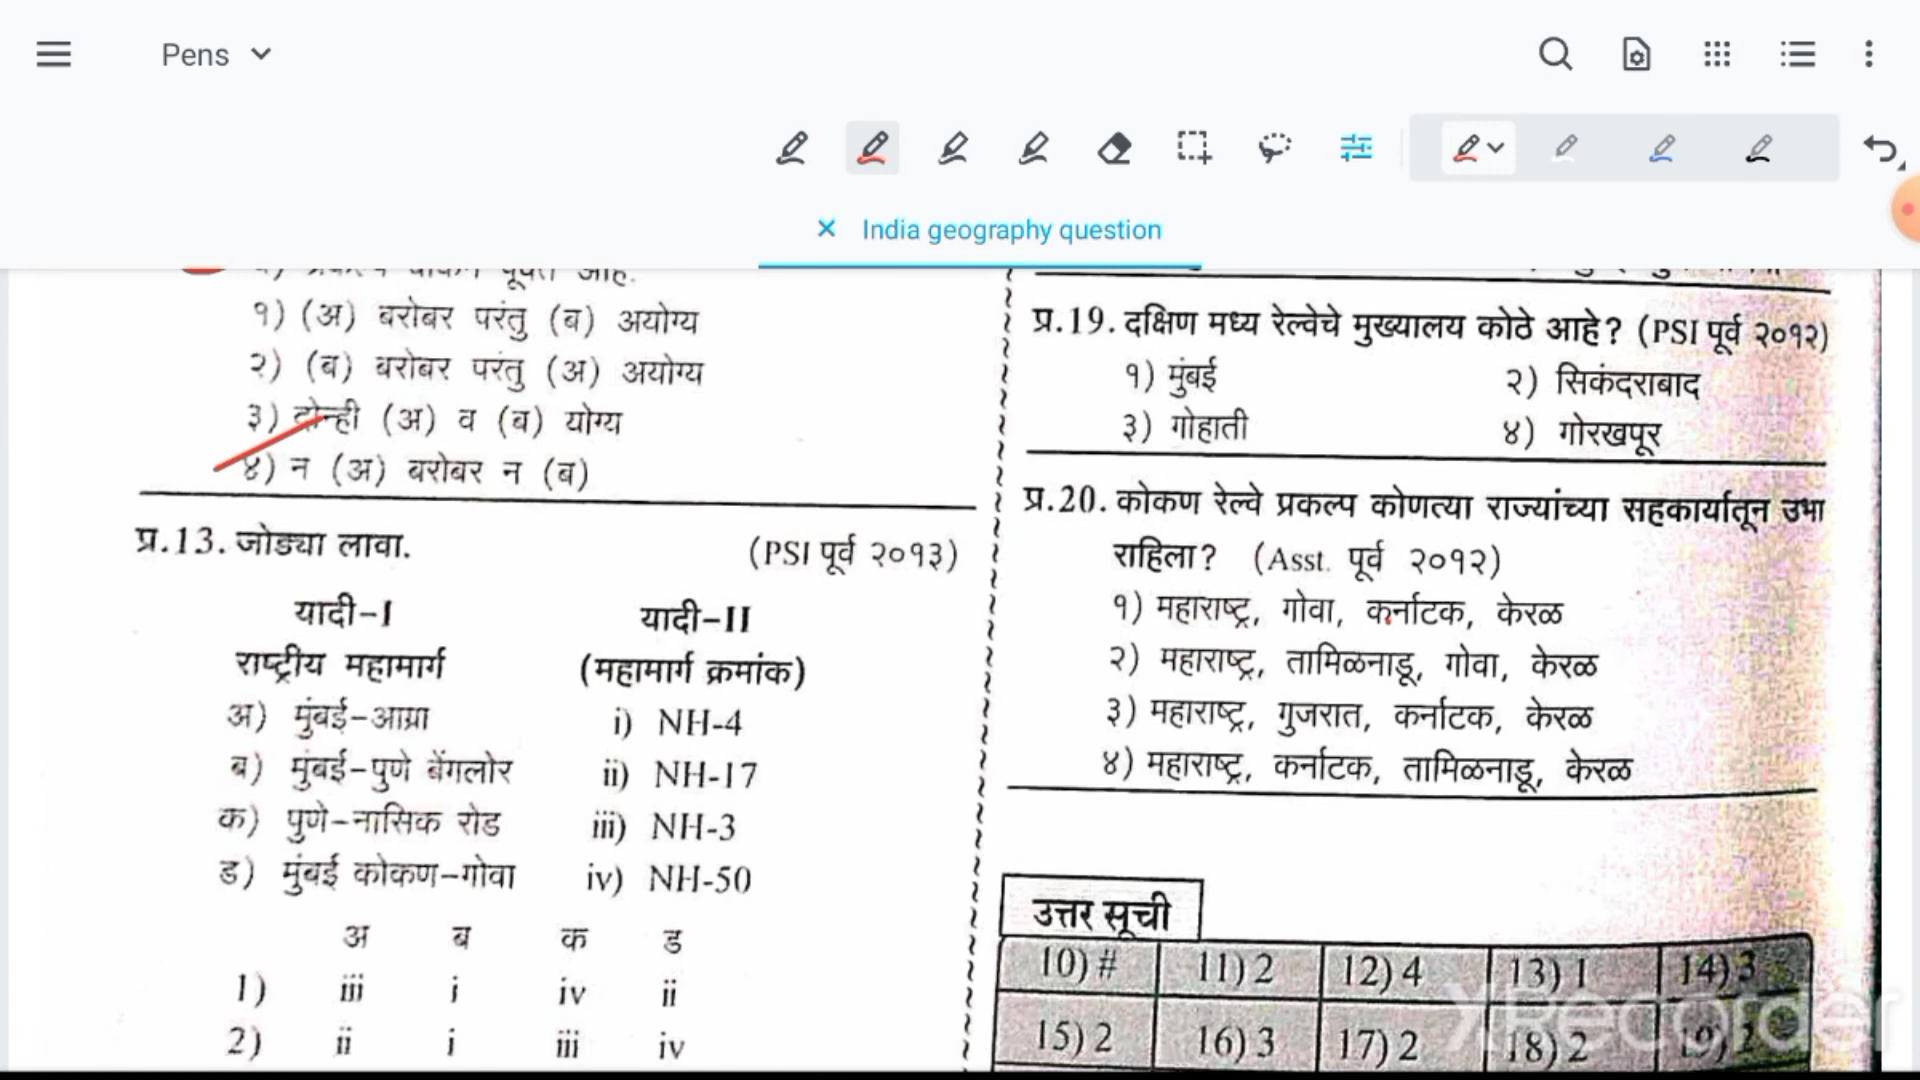 Pens
India geography question
१) (अ) बरोबर परंतु (ब) अयोग्य
२) (ब) बरोबर परंतु (अ) अयोग्य
३) दोन्ही (अ) व (ब) योग्य
४) न (अ) बरोबर न (ब)
प्र.13. जोड्या लावा. (PSI पूर्व २०१३)
यादी-I यादी-II
राष्ट्रीय महामार्ग (महामार्ग क्रमांक)
अ) मुंबई-आग्रा i) NH-4
ब) मुंबई-पुणे बेंगलोर ii) NH-17
क) पुणे-नासिक रोड iii) NH-3
ड) मुंबई कोकण-गोवा iv) NH-50
अ ब क ड
1) iii i iv ii
2) ii i iii iv
प्र.19. दक्षिण मध्य रेल्वेचे मुख्यालय कोठे आहे? (PSI पूर्व २०१२)
१) मुंबई २) सिकंदराबाद
३) गोहाती ४) गोरखपूर
प्र.20. कोकण रेल्वे प्रकल्प कोणत्या राज्यांच्या सहकार्यातून उभा
राहिला? (Asst. पूर्व २०१२)
१) महाराष्ट्र, गोवा, कर्नाटक, केरळ
२) महाराष्ट्र, तामिळनाडू, गोवा, केरळ
३) महाराष्ट्र, गुजरात, कर्नाटक, केरळ
४) महाराष्ट्र, कर्नाटक, तामिळनाडू, केरळ
उत्तर सूची
10) # 11) 2 12) 4 13) 1 14) 3
15) 2 16) 3 17) 2 18) 2 19) 2
XRecorder